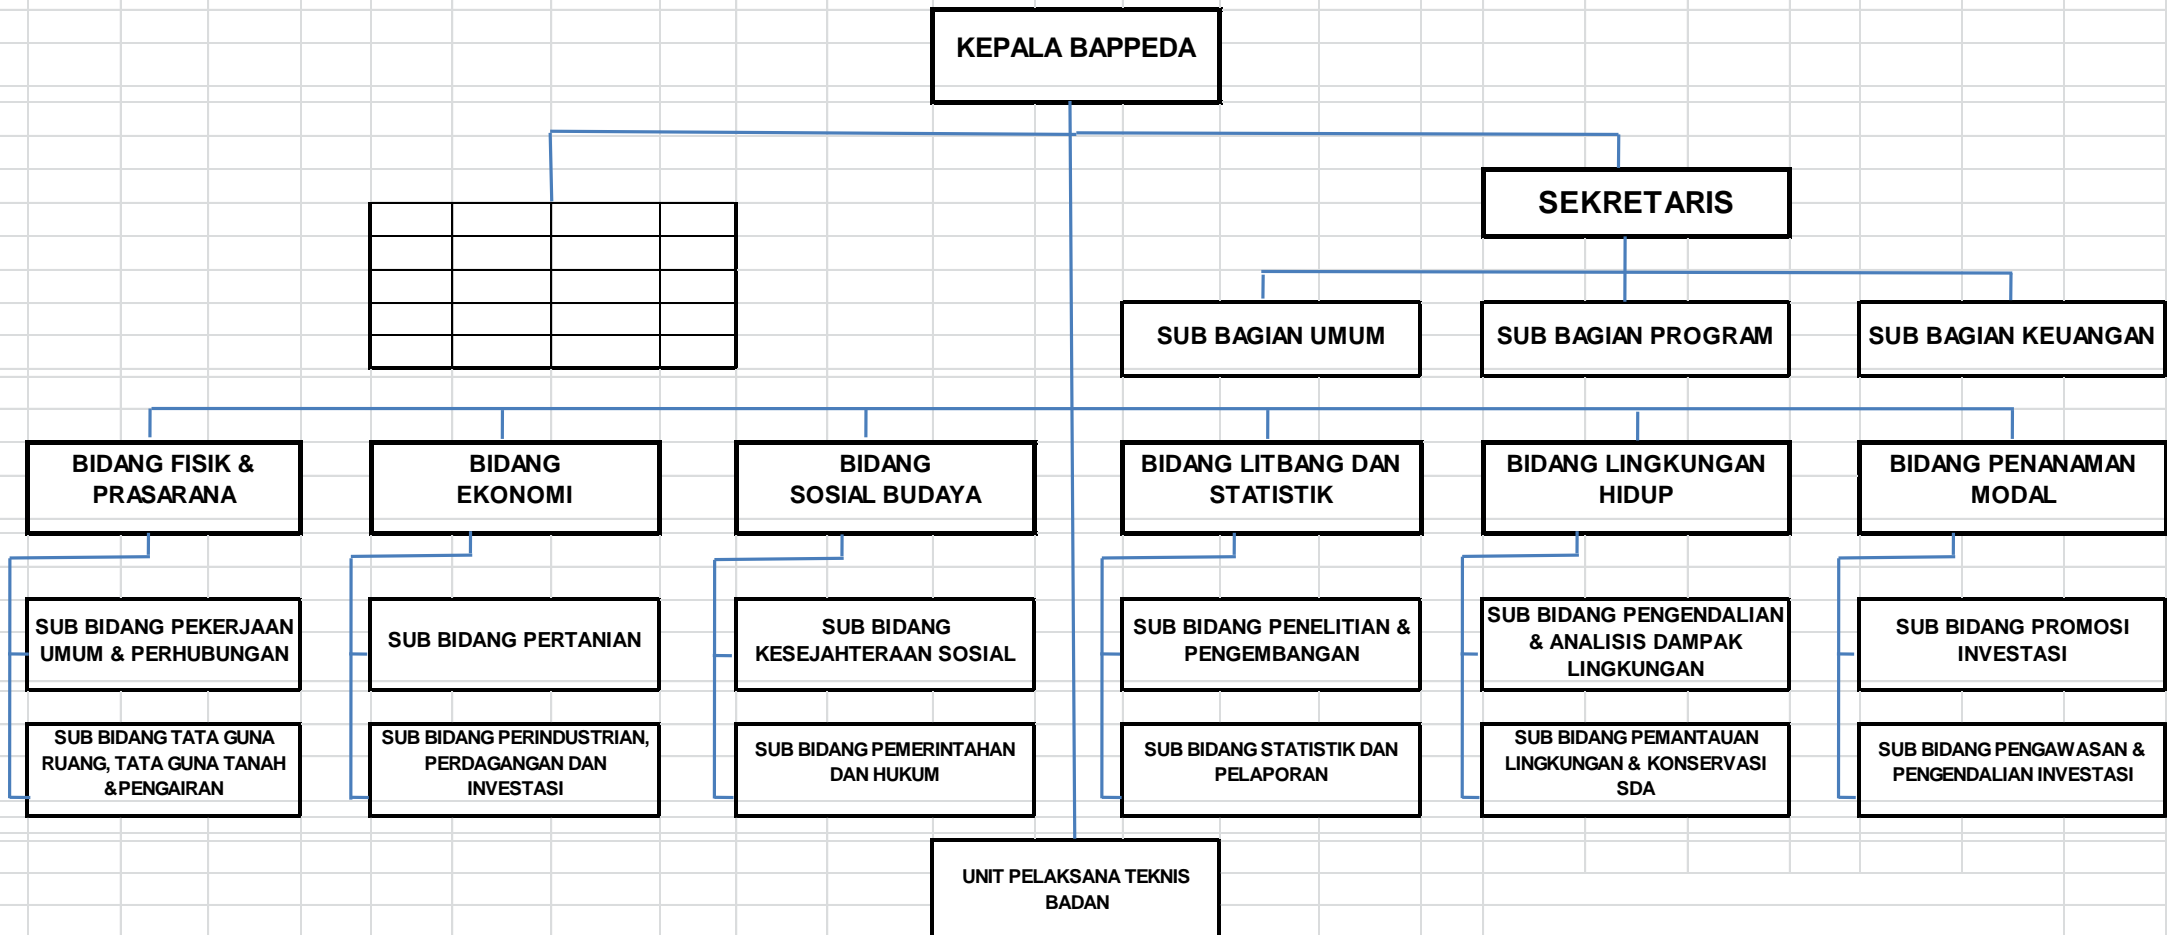 KEPALA BAPPEDA
SEKRETARIS
SUB BAGIAN UMUM
SUB BAGIAN PROGRAM
SUB BAGIAN KEUANGAN
BIDANG FISIK &
PRASARANA
BIDANG
EKONOMI
BIDANG
SOSIAL BUDAYA
BIDANG LITBANG DAN
STATISTIK
BIDANG LINGKUNGAN
HIDUP
BIDANG PENANAMAN
MODAL
SUB BIDANG PEKERJAAN
UMUM & PERHUBUNGAN
SUB BIDANG PERTANIAN
SUB BIDANG
KESEJAHTERAAN SOSIAL
SUB BIDANG PENELITIAN &
PENGEMBANGAN
SUB BIDANG PENGENDALIAN
& ANALISIS DAMPAK
LINGKUNGAN
SUB BIDANG PROMOSI
INVESTASI
SUB BIDANG TATA GUNA
RUANG, TATA GUNA TANAH
&PENGAIRAN
SUB BIDANG PERINDUSTRIAN,
PERDAGANGAN DAN
INVESTASI
SUB BIDANG PEMERINTAHAN
DAN HUKUM
SUB BIDANG STATISTIK DAN
PELAPORAN
SUB BIDANG PEMANTAUAN
LINGKUNGAN & KONSERVASI
SDA
SUB BIDANG PENGAWASAN &
PENGENDALIAN INVESTASI
UNIT PELAKSANA TEKNIS
BADAN